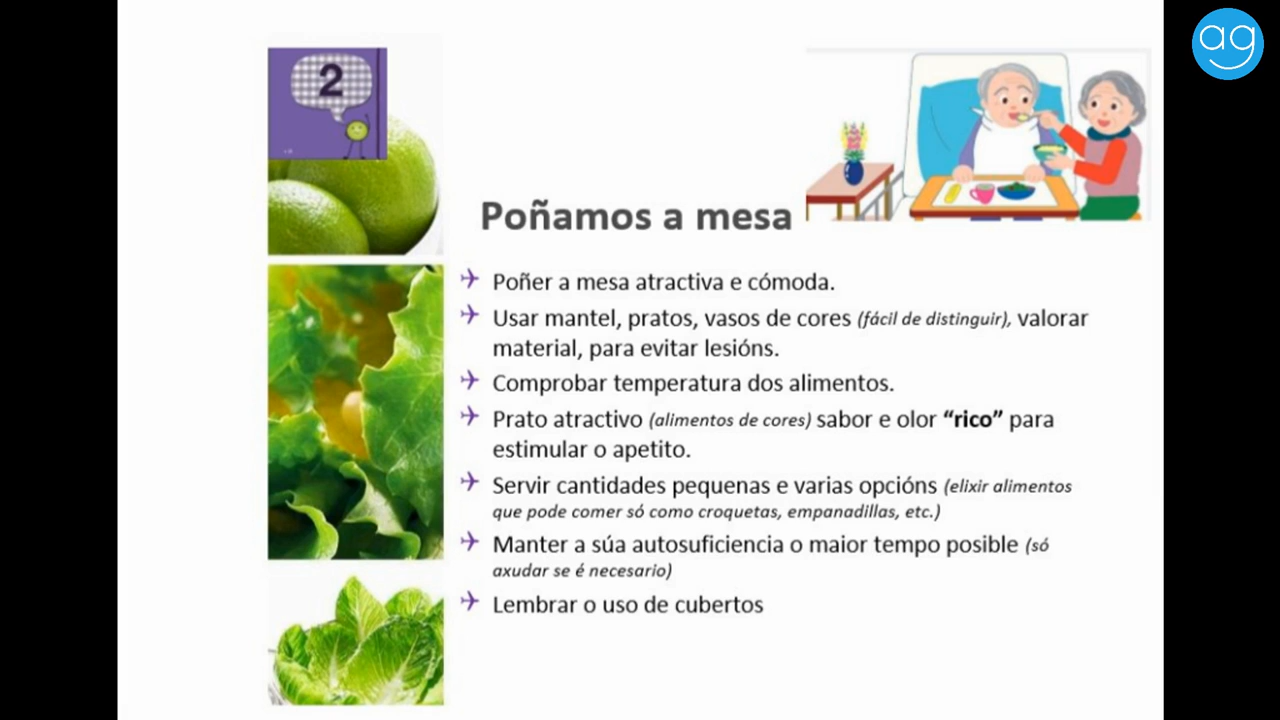 ag
2
Poñamos a mesa
Poñer a mesa atractiva e cómoda.
Usar mantel, pratos, vasos de cores (fácil de distinguir), valorar
material, para evitar lesións.
Comprobar temperatura dos alimentos.
Prato atractivo (alimentos de cores) sabor e olor “rico” para
estimular o apetito.
Servir cantidades pequenas e varias opcións (elixir alimentos
que pode comer só como croquetas, empanadillas, etc.)
Manter a súa autosuficiencia o maior tempo posible (só
axudar se é necesario)
Lembrar o uso de cubertos